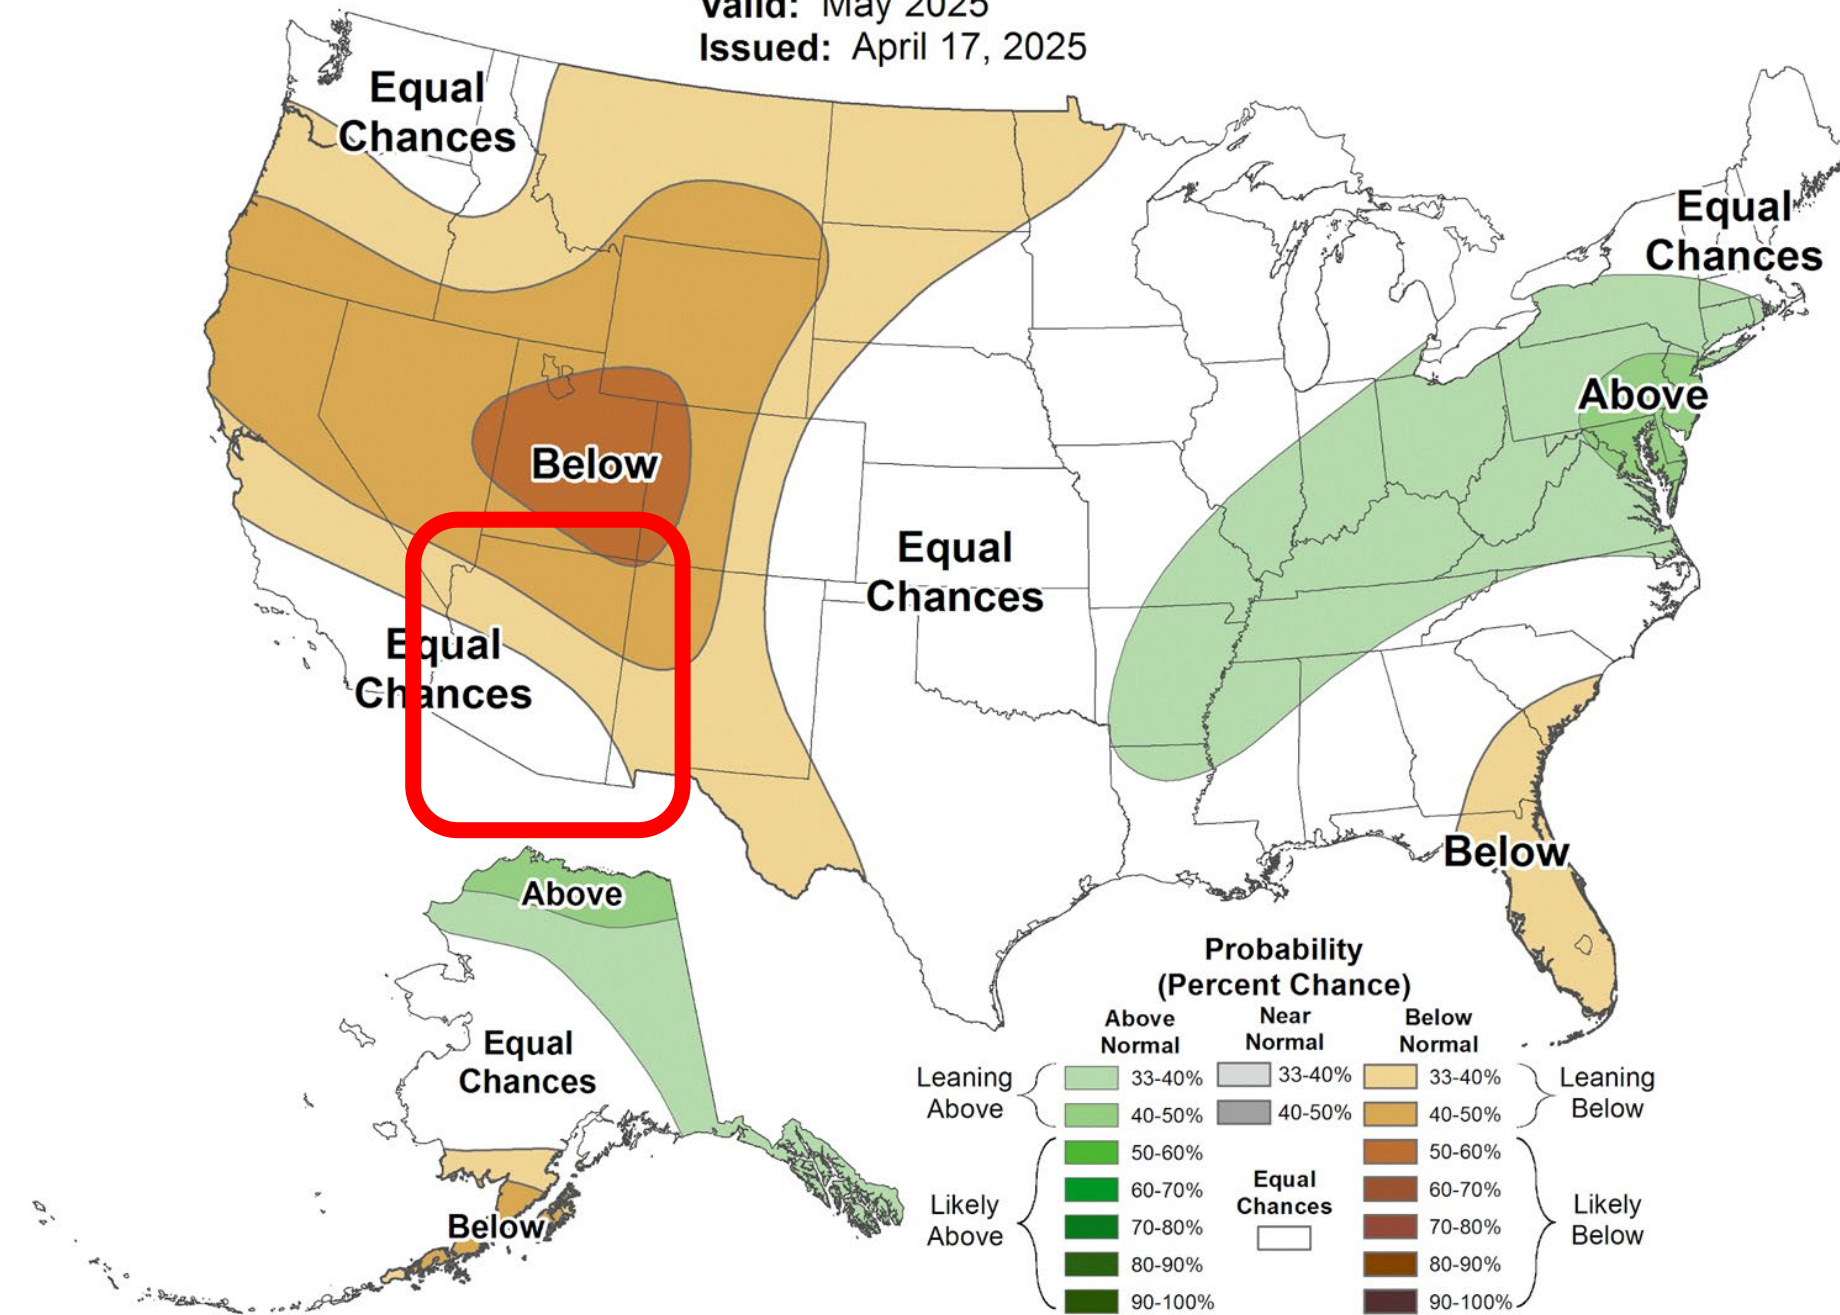 Valid: May 2025
Issued: April 17, 2025
Equal
Chances
Equal
Chances
Above
Below
Equal
Chances
Equal
Chances
Below
Above
Equal
Chances
Below
Probability
(Percent Chance)
Above
Normal
Near
Normal
Below
Normal
Leaning
Above
33-40%
33-40%
33-40%
Leaning
Below
40-50%
40-50%
40-50%
50-60%
50-60%
60-70%
Equal
Chances
60-70%
Likely
Above
70-80%
70-80%
Likely
Below
80-90%
80-90%
90-100%
90-100%